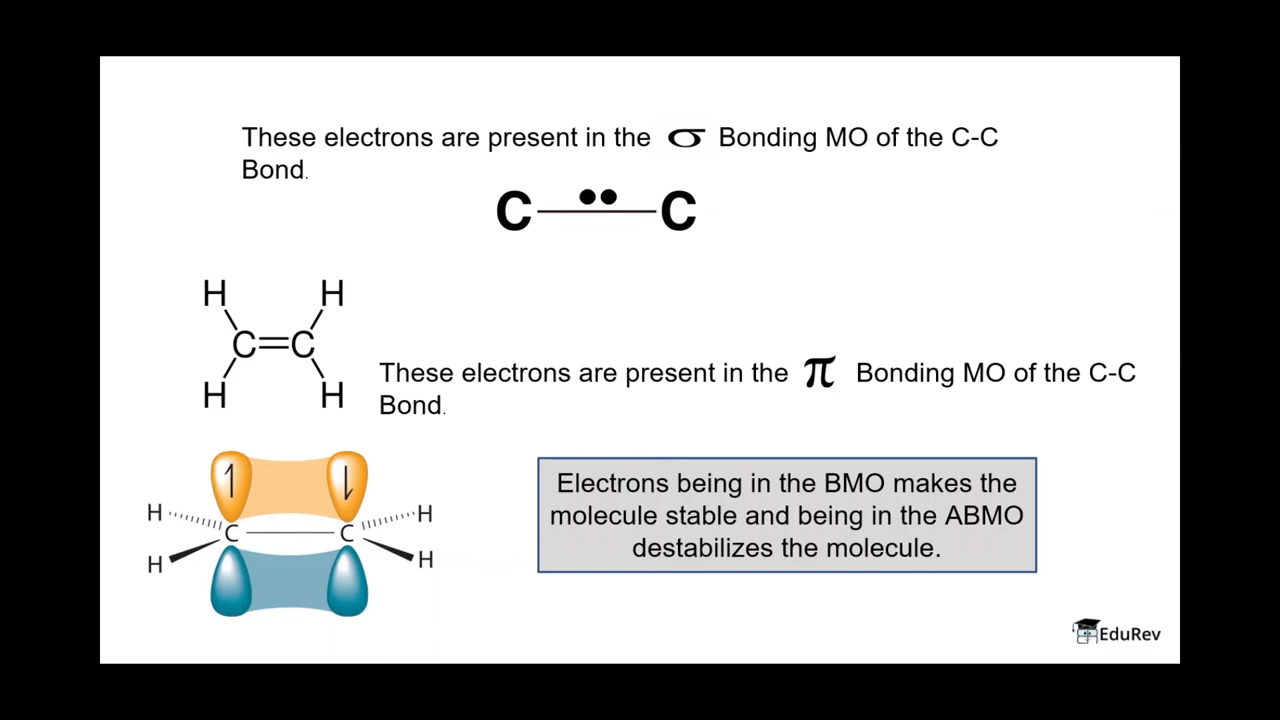 These electrons are present in the σ Bonding MO of the C-C
Bond.
C C
H H
C=C
H H
These electrons are present in the π Bonding MO of the C-C
Bond.
Electrons being in the BMO makes the
molecule stable and being in the ABMO
destabilizes the molecule.
1 1
H H
C C
H H
EduRev